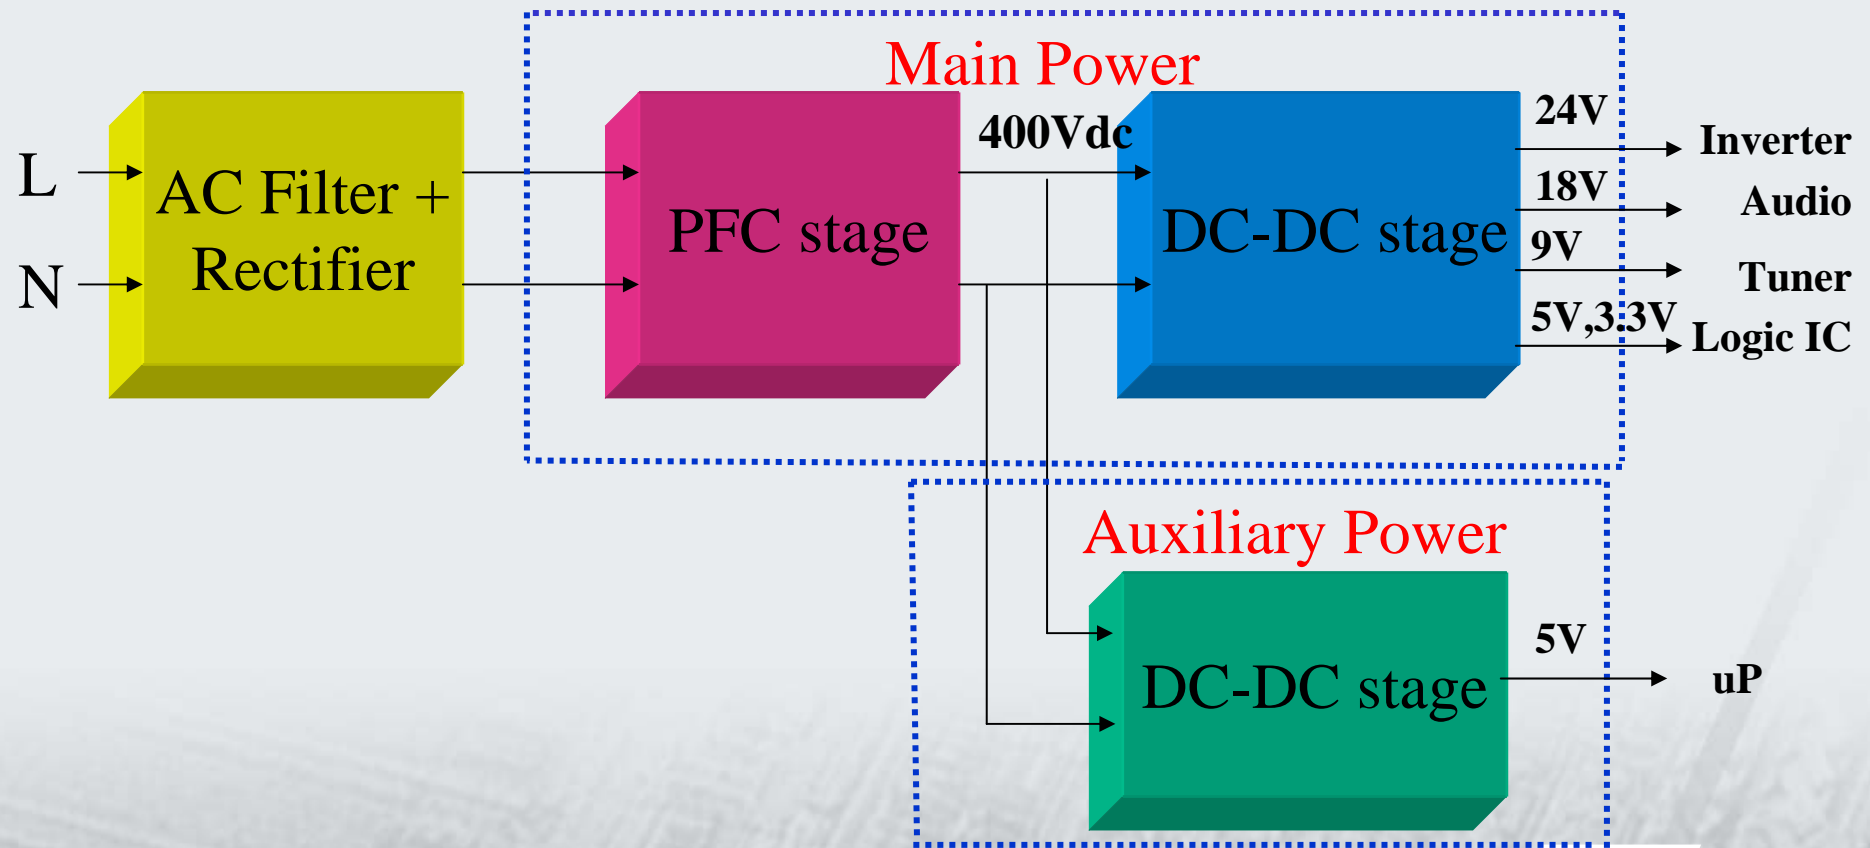 Main Power
L
N
AC Filter +
Rectifier
PFC stage
400Vdc
DC-DC stage
24V
Inverter
18V
Audio
9V
Tuner
5V,3.3V
Logic IC
Auxiliary Power
DC-DC stage
5V
uP